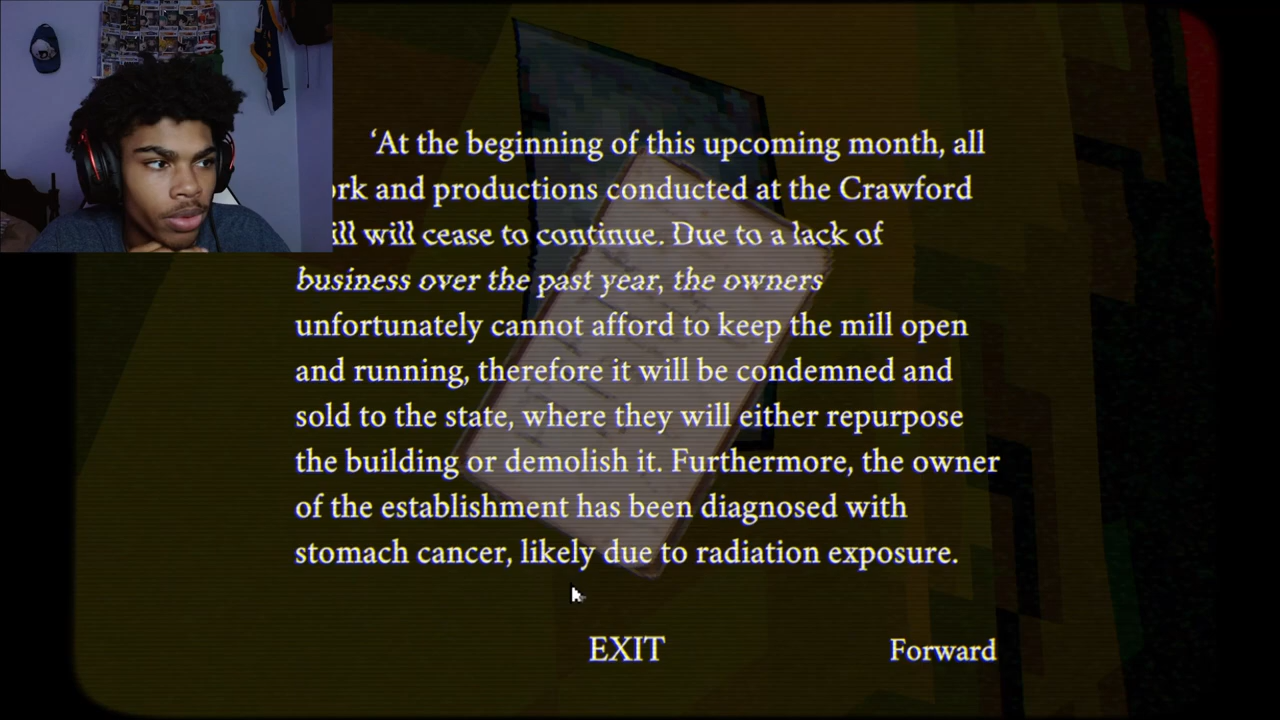 ‘At the beginning of this upcoming month, all
ork and productions conducted at the Crawford
ill will cease to continue. Due to a lack of
business over the past year, the owners
unfortunately cannot afford to keep the mill open
and running, therefore it will be condemned and
sold to the state, where they will either repurpose
the building or demolish it. Furthermore, the owner
of the establishment has been diagnosed with
stomach cancer, likely due to radiation exposure.
EXIT Forward